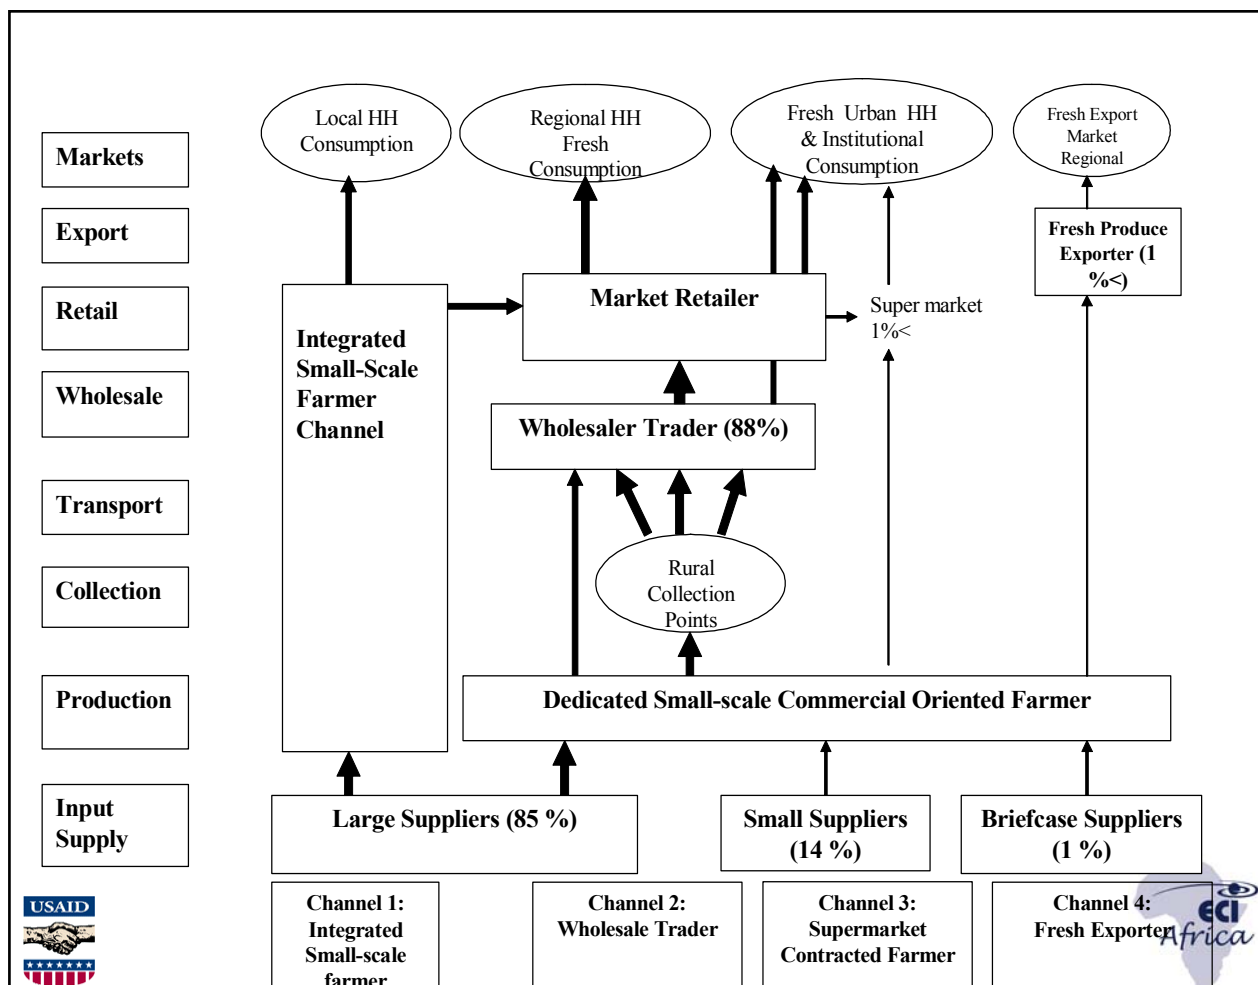 Local HH
Consumption
Regional HH
Fresh
Consumption
Fresh Urban HH
& Institutional
Consumption
Fresh Export
Market
Regional
Markets
Export
Fresh Produce
Exporter (1
%<)
Retail
Market Retailer
Super market
1%<
Integrated
Small-Scale
Farmer
Channel
Wholesale
Wholesaler Trader (88%)
Transport
Collection
Rural
Collection
Points
Production
Dedicated Small-scale Commercial Oriented Farmer
Input
Supply
Large Suppliers (85 %)
Small Suppliers
(14 %)
Briefcase Suppliers
(1 %)
Channel 1:
Integrated
Small-scale
farmer
Channel 2:
Wholesale Trader
Channel 3:
Supermarket
Contracted Farmer
Channel 4:
Fresh Exporter
USAID
ECI
Africa